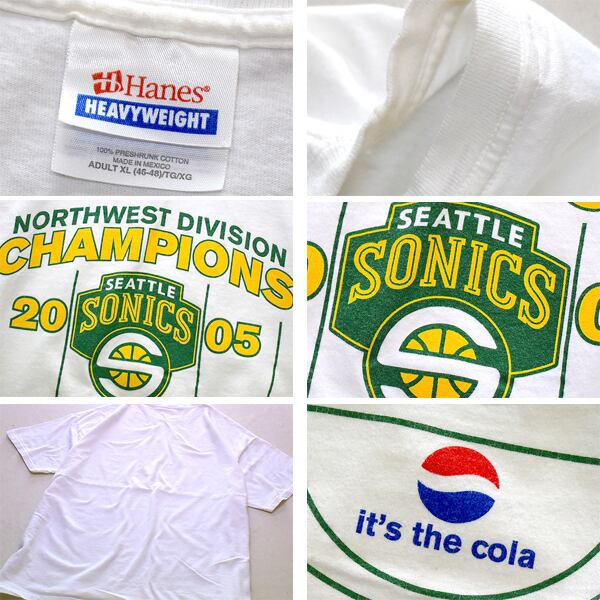 Hanes®
HEAVYWEIGHT
100% PRESHRUNK COTTON
MADE IN MEXICO
ADULT XL (46-48)/TG/XG
NORTHWEST DIVISION
CHAMPIONS
SEATTLE
SONICS
20 05
SEATTLE
SONICS
it's the cola